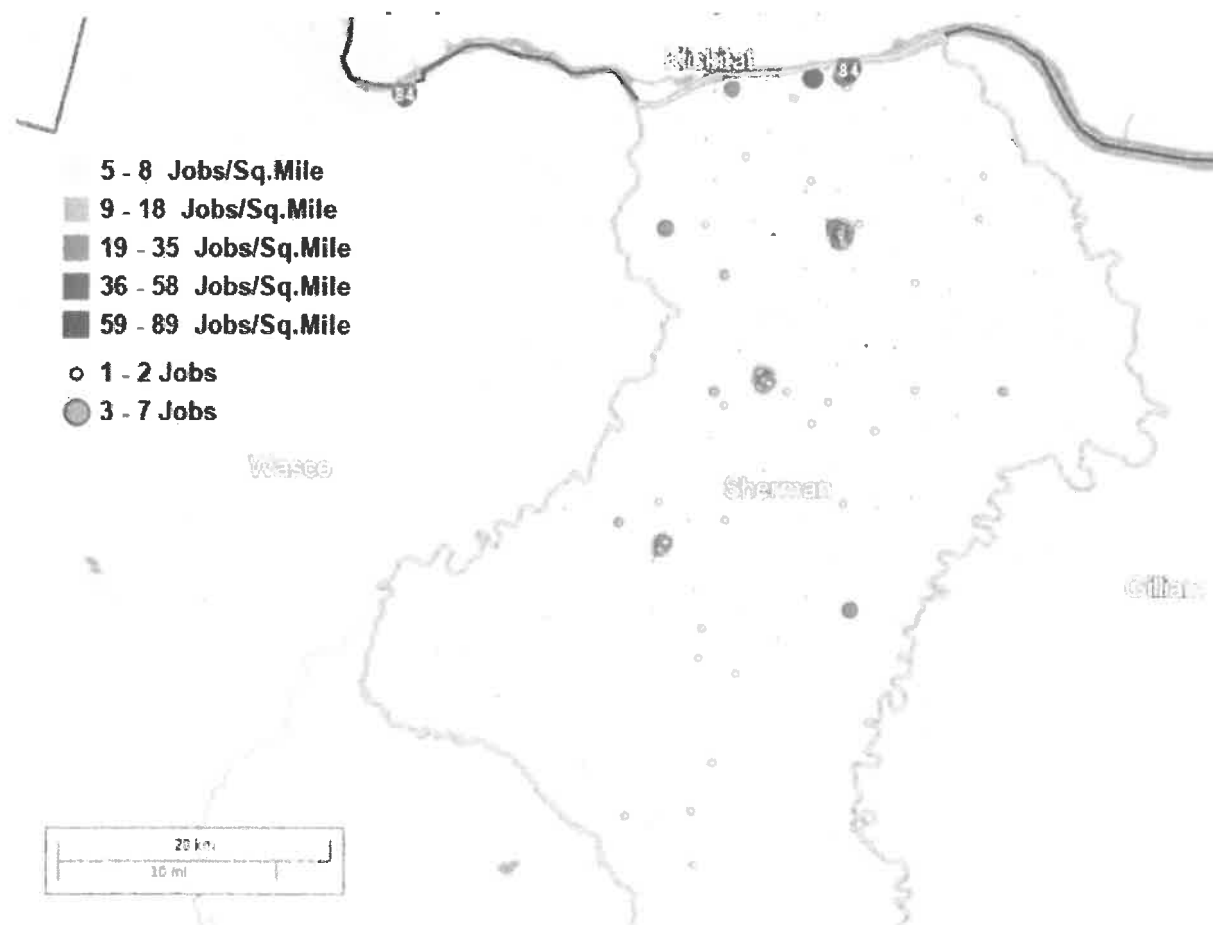 84
84
5 - 8 Jobs/Sq.Mile
9 - 18 Jobs/Sq.Mile
19 - 35 Jobs/Sq.Mile
36 - 58 Jobs/Sq.Mile
59 - 89 Jobs/Sq.Mile
1 - 2 Jobs
3 - 7 Jobs
Wasco
Sherman
20 km
10 mi